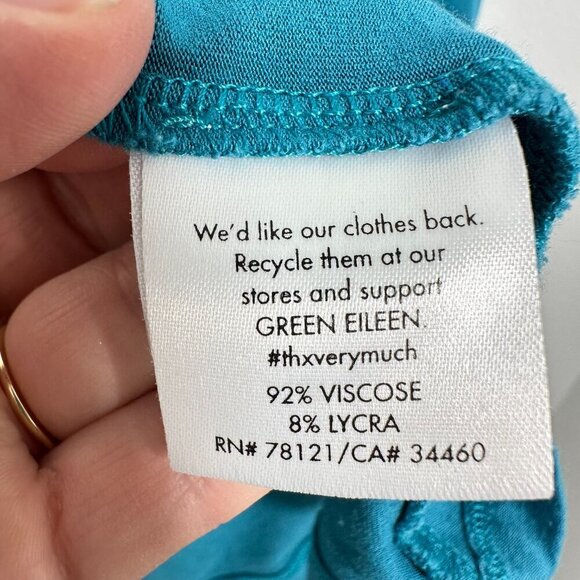 We'd like our clothes back.
Recycle them at our
stores and support
GREEN EILEEN.
#thxverymuch
92% VISCOSE
8% LYCRA
RN# 78121/CA# 34460